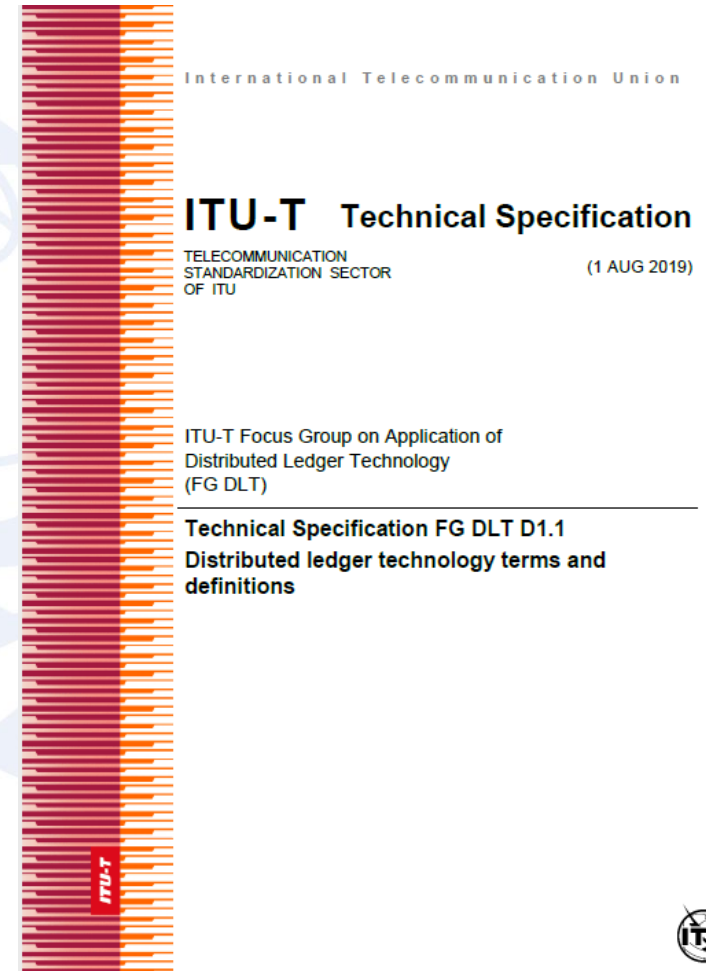 International Telecommunication Union
ITU-T Technical Specification
TELECOMMUNICATION
STANDARDIZATION SECTOR
OF ITU
(1 AUG 2019)
ITU-T Focus Group on Application of
Distributed Ledger Technology
(FG DLT)
Technical Specification FG DLT D1.1
Distributed ledger technology terms and
definitions
ITU-T